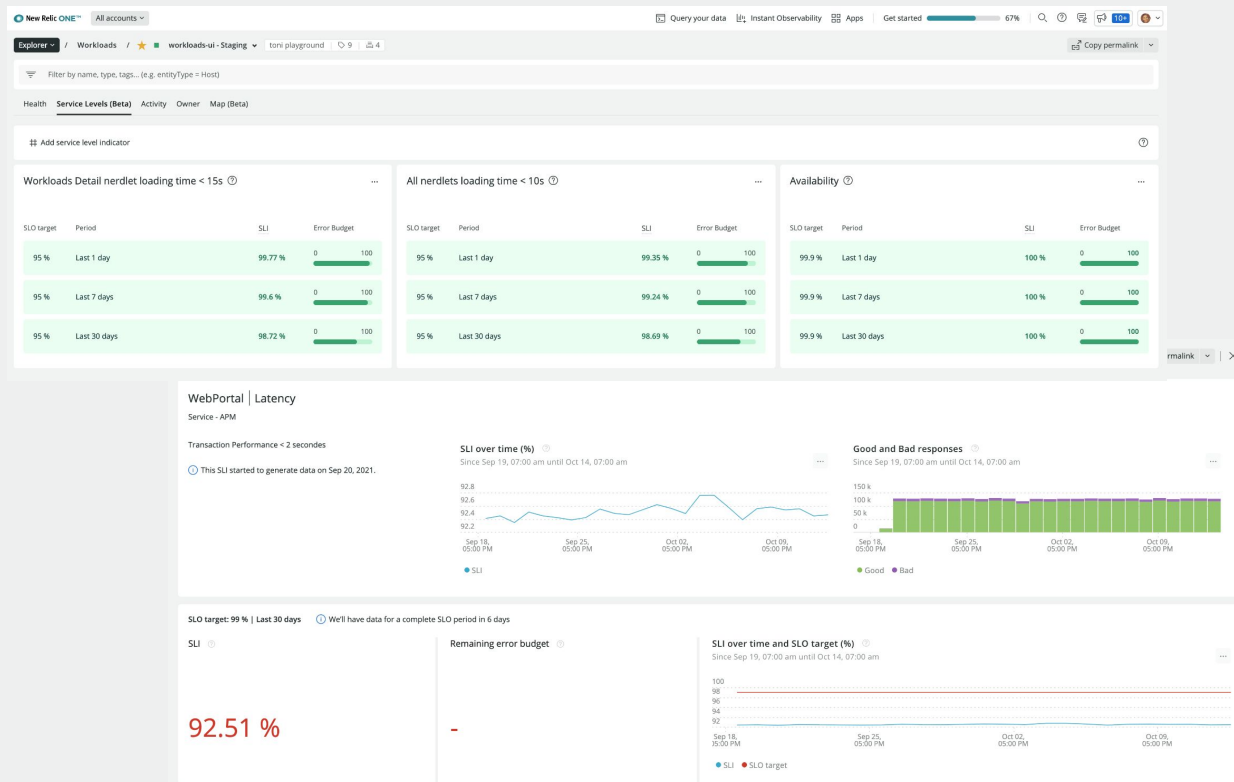 New Relic ONE™ All accounts Query your data Instant Observability Apps Get started 67% 10+
Explorer / Workloads / workloads-ui - Staging toni playground 9 4 Copy permalink
Filter by name, type, tags... (e.g. entityType = Host)
Health Service Levels (Beta) Activity Owner Map (Beta)
Add service level indicator
Workloads Detail nerdlet loading time < 15s
SLO target Period SLI Error Budget
95 % Last 1 day 99.77 % 0 100
95 % Last 7 days 99.6 % 0 100
95 % Last 30 days 98.72 % 0 100
All nerdlets loading time < 10s
SLO target Period SLI Error Budget
95 % Last 1 day 99.35 % 0 100
95 % Last 7 days 99.24 % 0 100
95 % Last 30 days 98.69 % 0 100
Availability
SLO target Period SLI Error Budget
99.9 % Last 1 day 100 % 0 100
99.9 % Last 7 days 100 % 0 100
99.9 % Last 30 days 100 % 0 100
rmalink
WebPortal | Latency
Service - APM
Transaction Performance < 2 secondes
This SLI started to generate data on Sep 20, 2021.
SLI over time (%)
Since Sep 19, 07:00 am until Oct 14, 07:00 am
92.8
92.6
92.4
92.2
Sep 18, Sep 25, Oct 02, Oct 09,
05:00 PM 05:00 PM 05:00 PM 05:00 PM
SLI
Good and Bad responses
Since Sep 19, 07:00 am until Oct 14, 07:00 am
150 k
100 k
50 k
0
Sep 18, Sep 25, Oct 02, Oct 09,
05:00 PM 05:00 PM 05:00 PM 05:00 PM
Good Bad
SLO target: 99 % | Last 30 days We'll have data for a complete SLO period in 6 days
SLI
92.51 %
Remaining error budget
-
SLI over time and SLO target (%)
Since Sep 19, 07:00 am until Oct 14, 07:00 am
100
98
96
94
92
Sep 18, Sep 25, Oct 02, Oct 09,
05:00 PM 05:00 PM 05:00 PM 05:00 PM
SLI SLO target